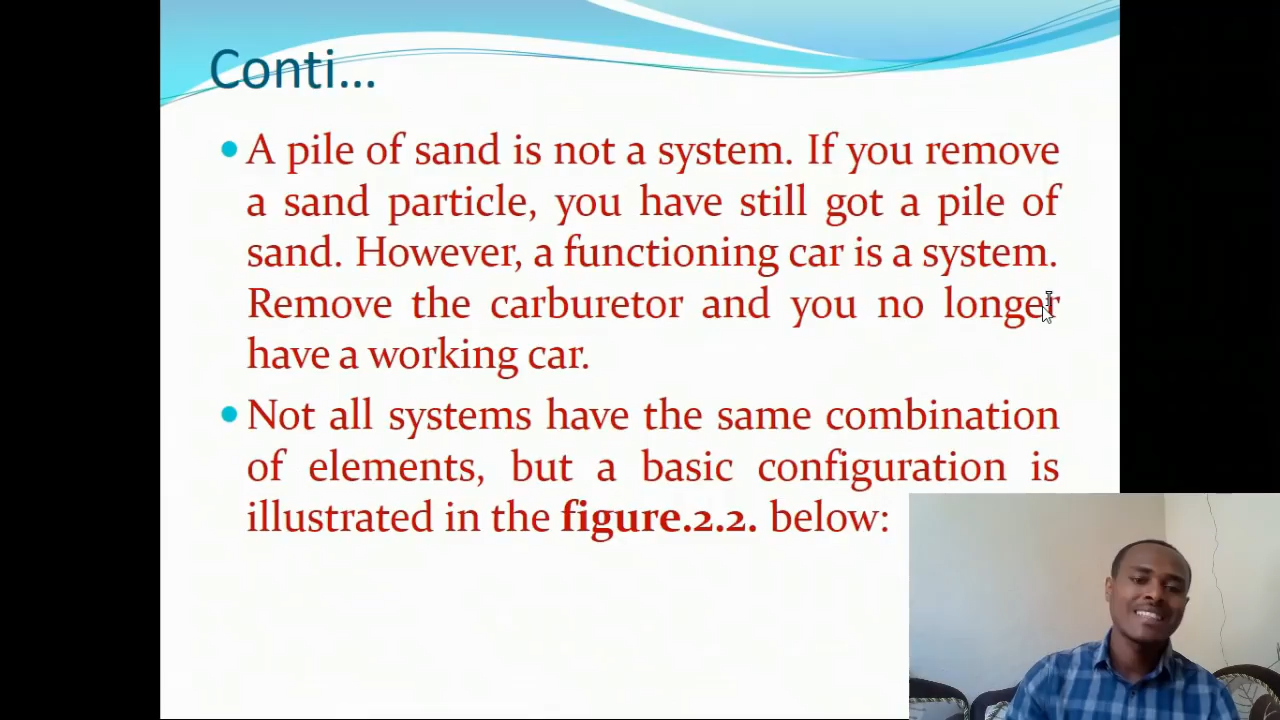 Conti...
A pile of sand is not a system. If you remove
a sand particle, you have still got a pile of
sand. However, a functioning car is a system.
Remove the carburetor and you no longer
have a working car.
Not all systems have the same combination
of elements, but a basic configuration is
illustrated in the figure.2.2. below: